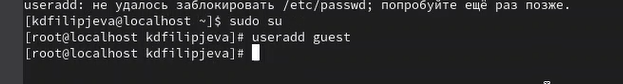 useradd: не удалось заблокировать /etc/passwd; попробуйте ещё раз позже.
[kdfilipjeva@localhost ~]$ sudo su
[root@localhost kdfilipjeva]# useradd guest
[root@localhost kdfilipjeva]#